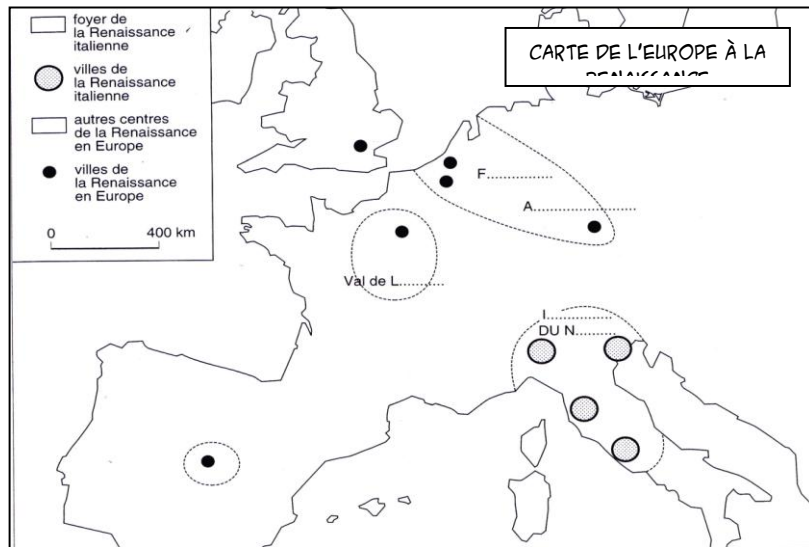 foyer de
la Renaissance
italienne
villes de
la Renaissance
italienne
autres centres
de la Renaissance
en Europe
villes de
la Renaissance
en Europe
0 400 km
CARTE DE L'EUROPE À LA
RENAISSANCE
F............
A.....................
Val de L..........
I..............
DU N.........